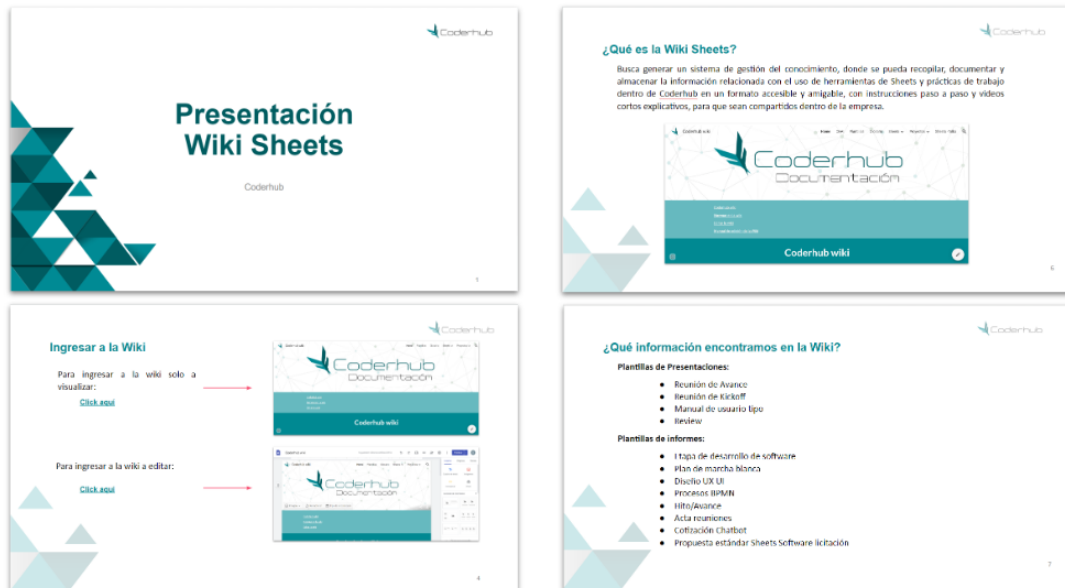 Coderhub
Presentación
Wiki Sheets
Coderhub
1
Coderhub
¿Qué es la Wiki Sheets?
Busca generar un sistema de gestión del conocimiento, donde se pueda recopilar, documentar y
almacenar la información relacionada con el uso de herramientas de Sheets y prácticas de trabajo
dentro de Coderhub en un formato accesible y amigable, con instrucciones paso a paso y videos
cortos explicativos, para que sean compartidos dentro de la empresa.
Coderhub
Documentación
Coderhub wiki
6
Coderhub
Ingresar a la Wiki
Para ingresar a la wiki solo a
visualizar:
Click aquí
Coderhub
Documentación
Coderhub wiki
Para ingresar a la wiki a editar:
Click aquí
Coderhub
Documentación
Coderhub wiki
Coderhub
¿Qué información encontramos en la Wiki?
Plantillas de Presentaciones:
● Reunión de Avance
● Reunión de Kickoff
● Manual de usuario tipo
● Review
Plantillas de informes:
● Etapa de desarrollo de software
● Plan de marcha blanca
● Diseño UX UI
● Procesos BPMN
● Hito/Avance
● Acta reuniones
● Cotización Chatbot
● Propuesta estándar Sheets Software licitación
7